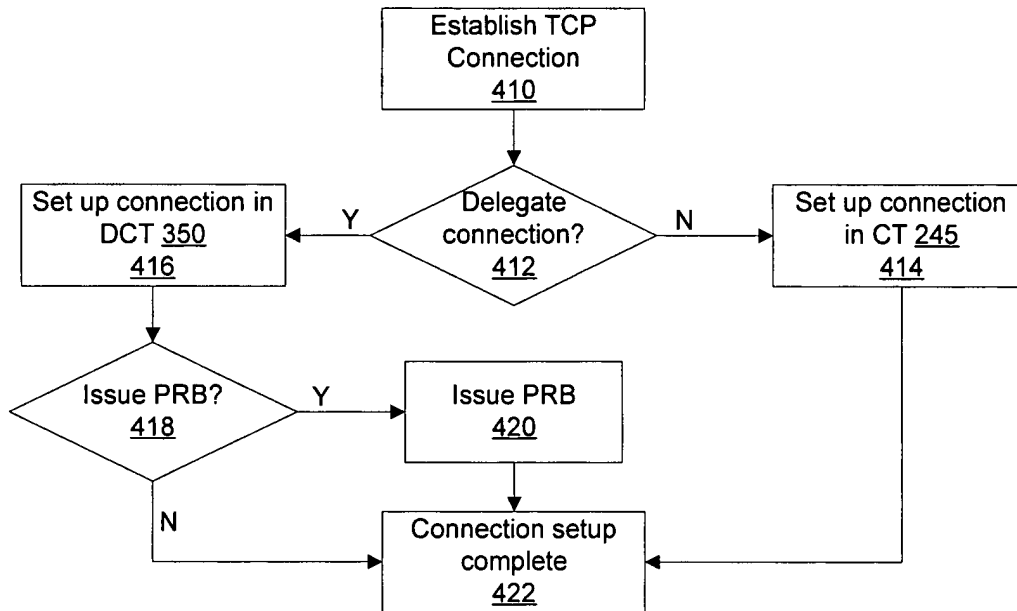 Establish TCP
Connection
410
Set up connection in
DCT 350
416
Y
Delegate
connection?
412
N
Set up connection
in CT 245
414
Issue PRB?
418
Y
Issue PRB
420
N
Connection setup
complete
422